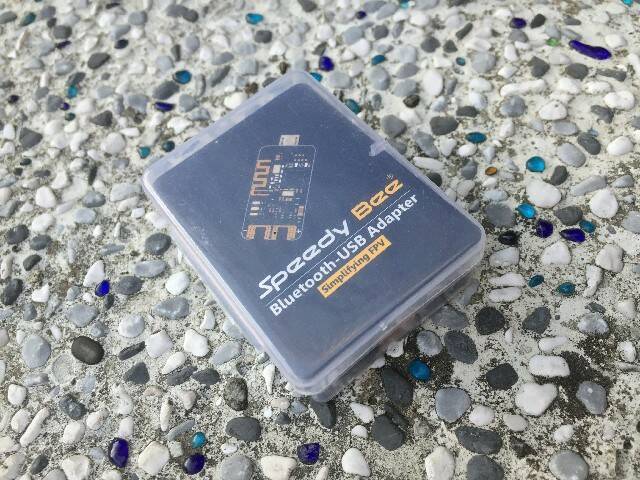 Speedy Bee®
Bluetooth-USB Adapter
Simplifying FPV